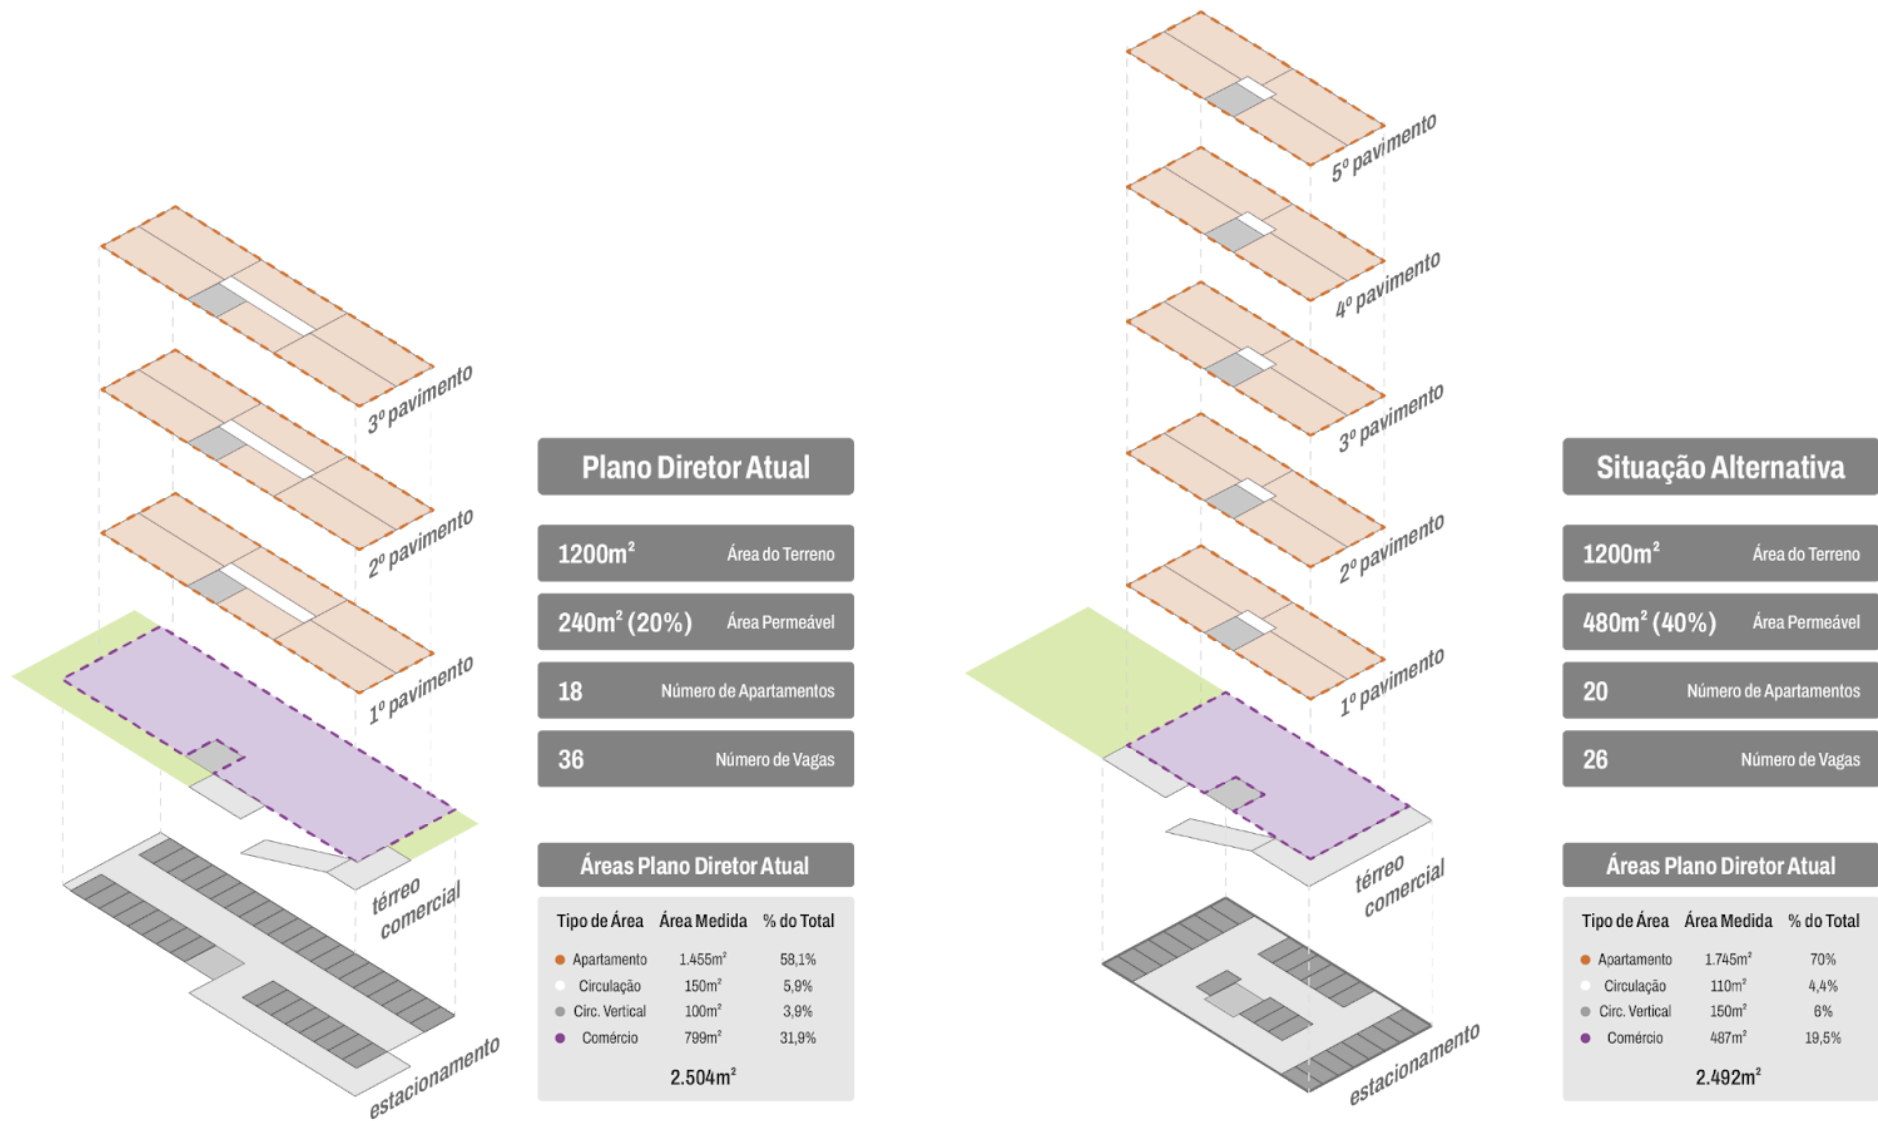 3º pavimento
2º pavimento
1º pavimento
térreo
comercial
estacionamento
Plano Diretor Atual
1200m² Área do Terreno
240m² (20%) Área Permeável
18 Número de Apartamentos
36 Número de Vagas
Áreas Plano Diretor Atual
Tipo de Área Área Medida % do Total
Apartamento 1.455m² 58,1%
Circulação 150m² 5,9%
Circ. Vertical 100m² 3,9%
Comércio 799m² 31,9%
2.504m²
5º pavimento
4º pavimento
3º pavimento
2º pavimento
1º pavimento
térreo
comercial
estacionamento
Situação Alternativa
1200m² Área do Terreno
480m² (40%) Área Permeável
20 Número de Apartamentos
26 Número de Vagas
Áreas Plano Diretor Atual
Tipo de Área Área Medida % do Total
Apartamento 1.745m² 70%
Circulação 110m² 4,4%
Circ. Vertical 150m² 6%
Comércio 487m² 19,5%
2.492m²